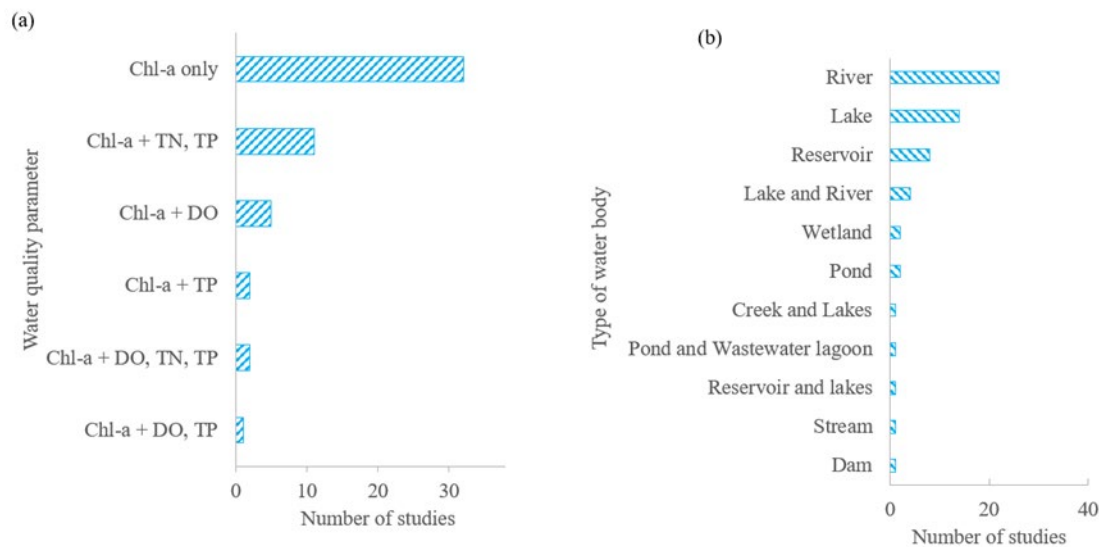 (a)
Water quality parameter
Chl-a only
Chl-a + TN, TP
Chl-a + DO
Chl-a + TP
Chl-a + DO, TN, TP
Chl-a + DO, TP
0 10 20 30
Number of studies
(b)
Type of water body
River
Lake
Reservoir
Lake and River
Wetland
Pond
Creek and Lakes
Pond and Wastewater lagoon
Reservoir and lakes
Stream
Dam
0 20 40
Number of studies